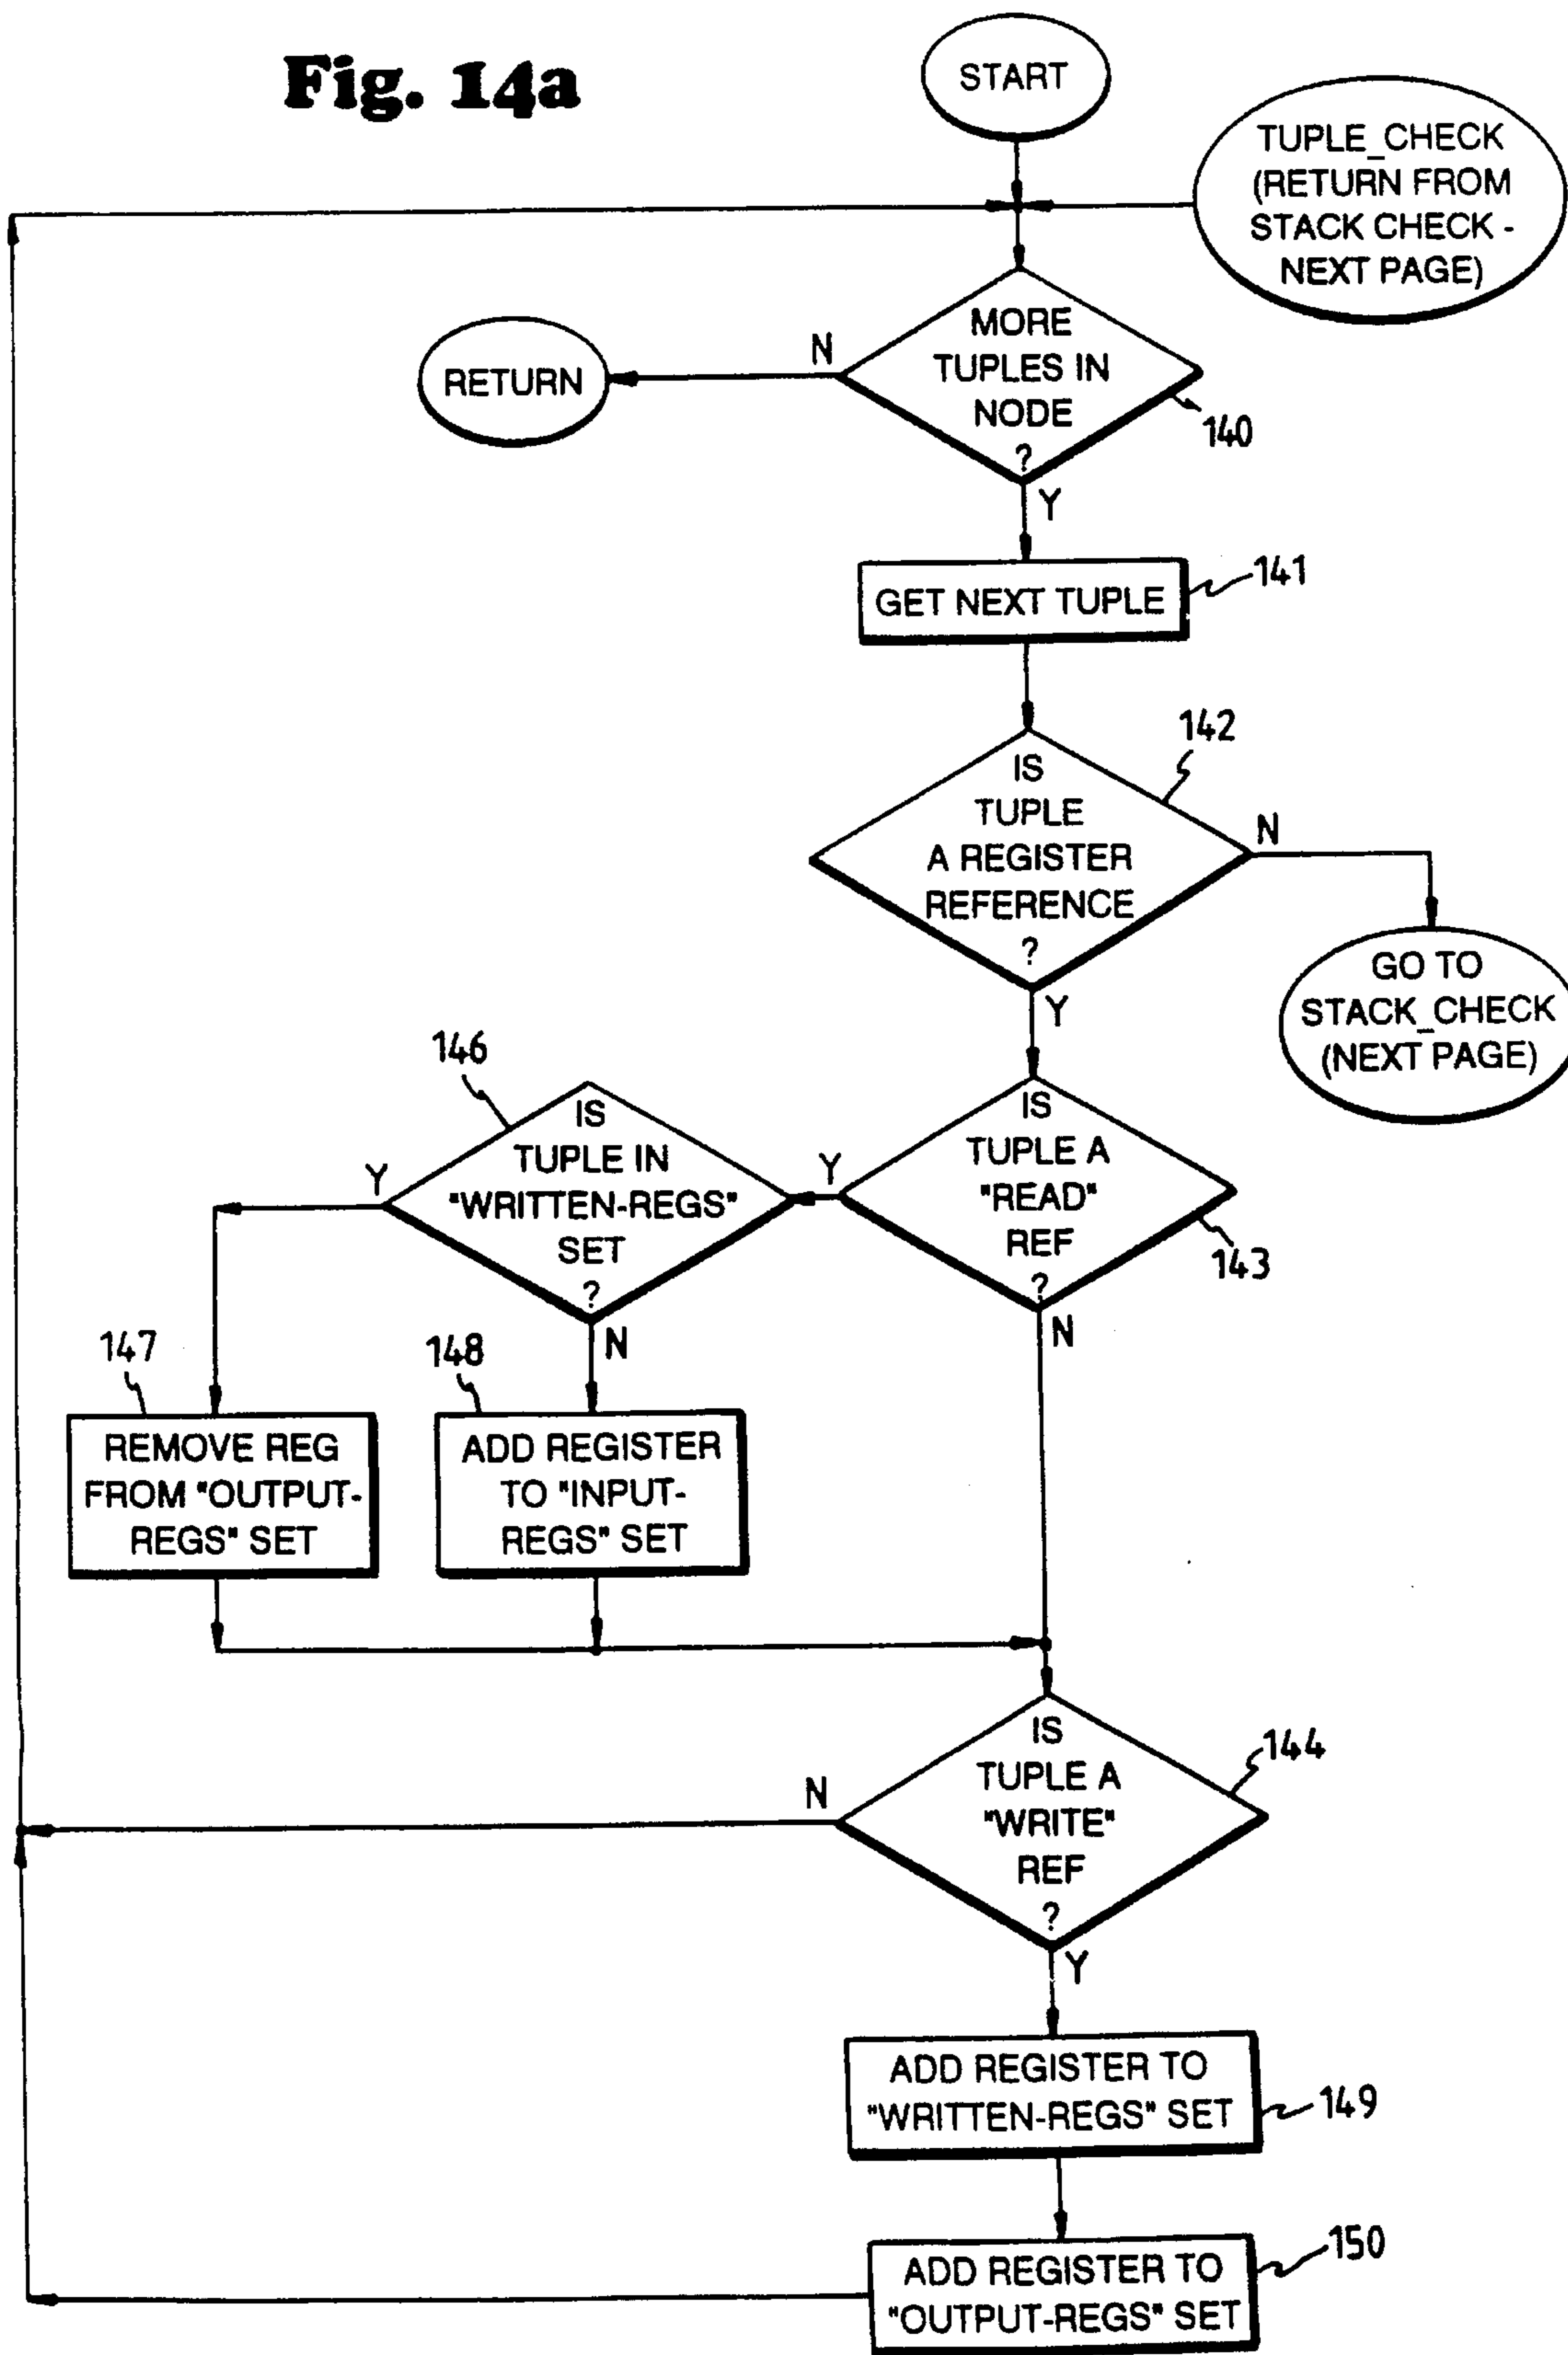 Fig. 14a
START
TUPLE_CHECK
(RETURN FROM
STACK CHECK -
NEXT PAGE)
MORE
TUPLES IN
NODE
?
N
RETURN
140
Y
GET NEXT TUPLE
141
142
IS
TUPLE
A REGISTER
REFERENCE
?
N
Y
GO TO
STACK_CHECK
(NEXT PAGE)
146
IS
TUPLE IN
"WRITTEN-REGS"
SET
?
Y
N
IS
TUPLE A
"READ"
REF
?
Y
143
N
147
REMOVE REG
FROM "OUTPUT-
REGS" SET
148
ADD REGISTER
TO "INPUT-
REGS" SET
IS
TUPLE A
"WRITE"
REF
?
144
N
Y
ADD REGISTER TO
"WRITTEN-REGS" SET
149
ADD REGISTER TO
"OUTPUT-REGS" SET
150